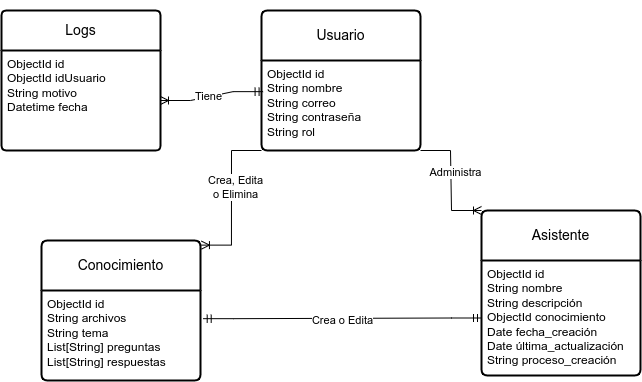 Logs
ObjectId id
ObjectId idUsuario
String motivo
Datetime fecha
Tiene
Usuario
ObjectId id
String nombre
String correo
String contraseña
String rol
Crea, Edita
o Elimina
Administra
Conocimiento
ObjectId id
String archivos
String tema
List[String] preguntas
List[String] respuestas
Crea o Edita
Asistente
ObjectId id
String nombre
String descripción
ObjectId conocimiento
Date fecha_creación
Date última_actualización
String proceso_creación